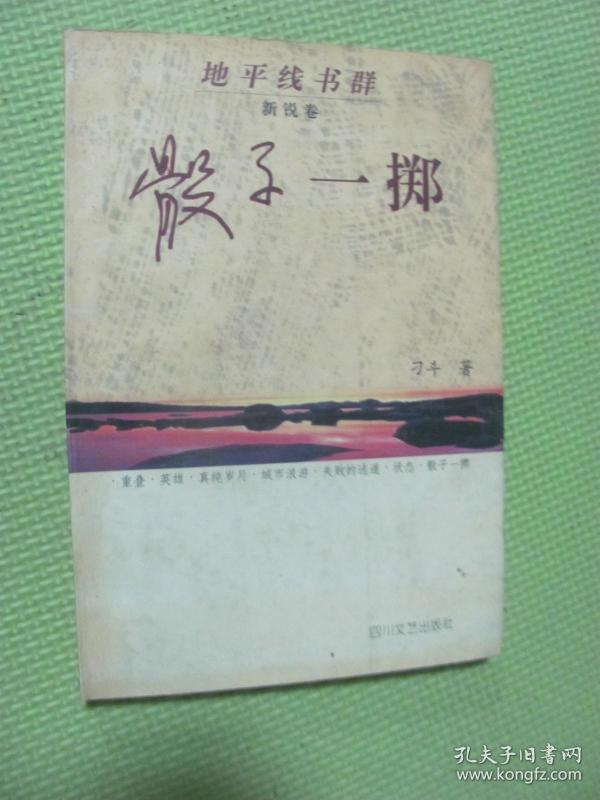 地平线书群
新锐卷
骰子一掷
刁斗 著
·重叠·英雄·真纯岁月·城市浪游·失败的逃遁·状态·骰子一掷
四川文艺出版社
孔夫子旧书网
www.kongfz.com